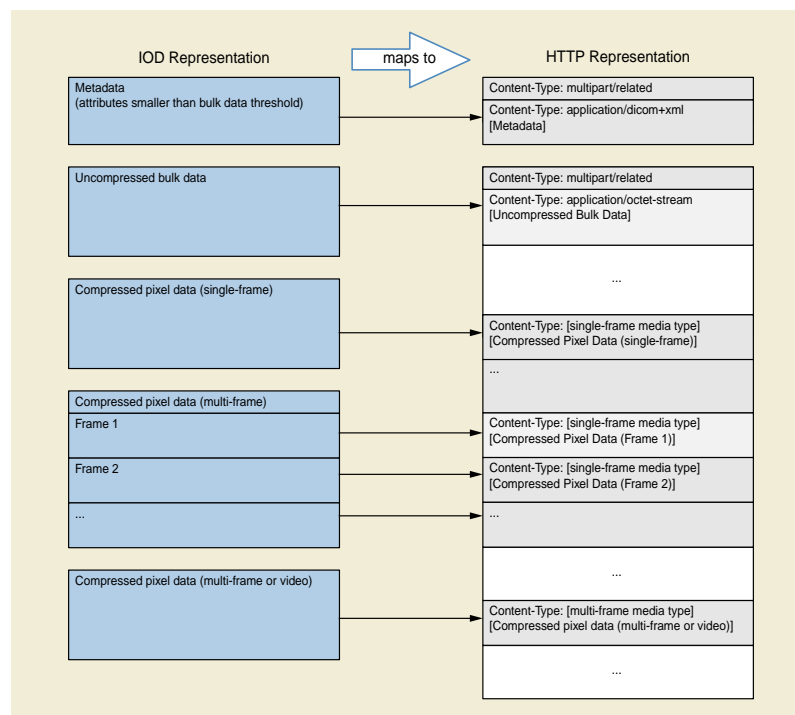 IOD Representation
maps to
HTTP Representation
Metadata
(attributes smaller than bulk data threshold)
Content-Type: multipart/related
Content-Type: application/dicom+xml
[Metadata]
Uncompressed bulk data
Content-Type: multipart/related
Content-Type: application/octet-stream
[Uncompressed Bulk Data]
...
Compressed pixel data (single-frame)
Content-Type: [single-frame media type]
[Compressed Pixel Data (single-frame)]
...
Compressed pixel data (multi-frame)
Frame 1
Content-Type: [single-frame media type]
[Compressed Pixel Data (Frame 1)]
Frame 2
Content-Type: [single-frame media type]
[Compressed Pixel Data (Frame 2)]
...
...
...
Compressed pixel data (multi-frame or video)
Content-Type: [multi-frame media type]
[Compressed pixel data (multi-frame or video)]
...